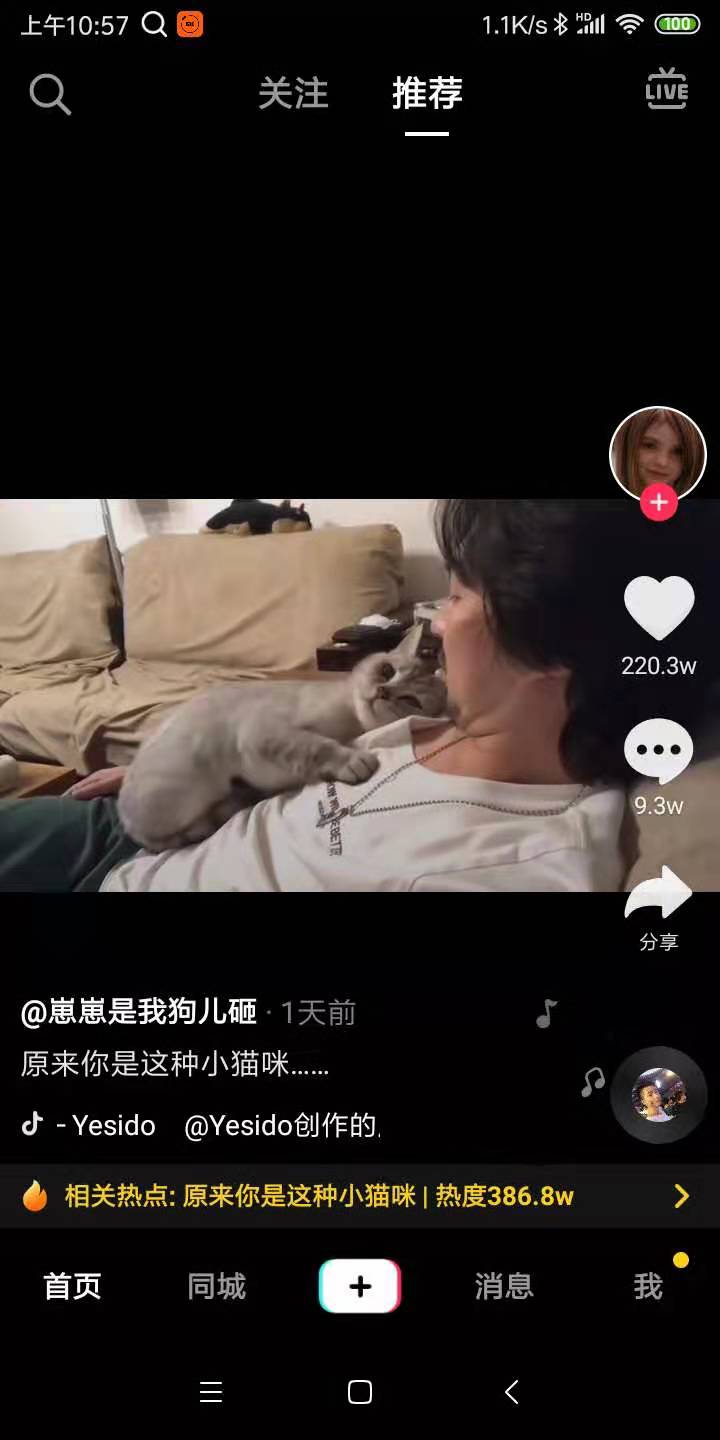 上午10:57
1.1K/s HD 100
关注 推荐 LIVE
220.3w
9.3w
分享
@崽崽是我狗儿砸 · 1天前
原来你是这种小猫咪……
- Yesido @Yesido创作的
相关热点: 原来你是这种小猫咪 | 热度386.8w
首页 同城 消息 我